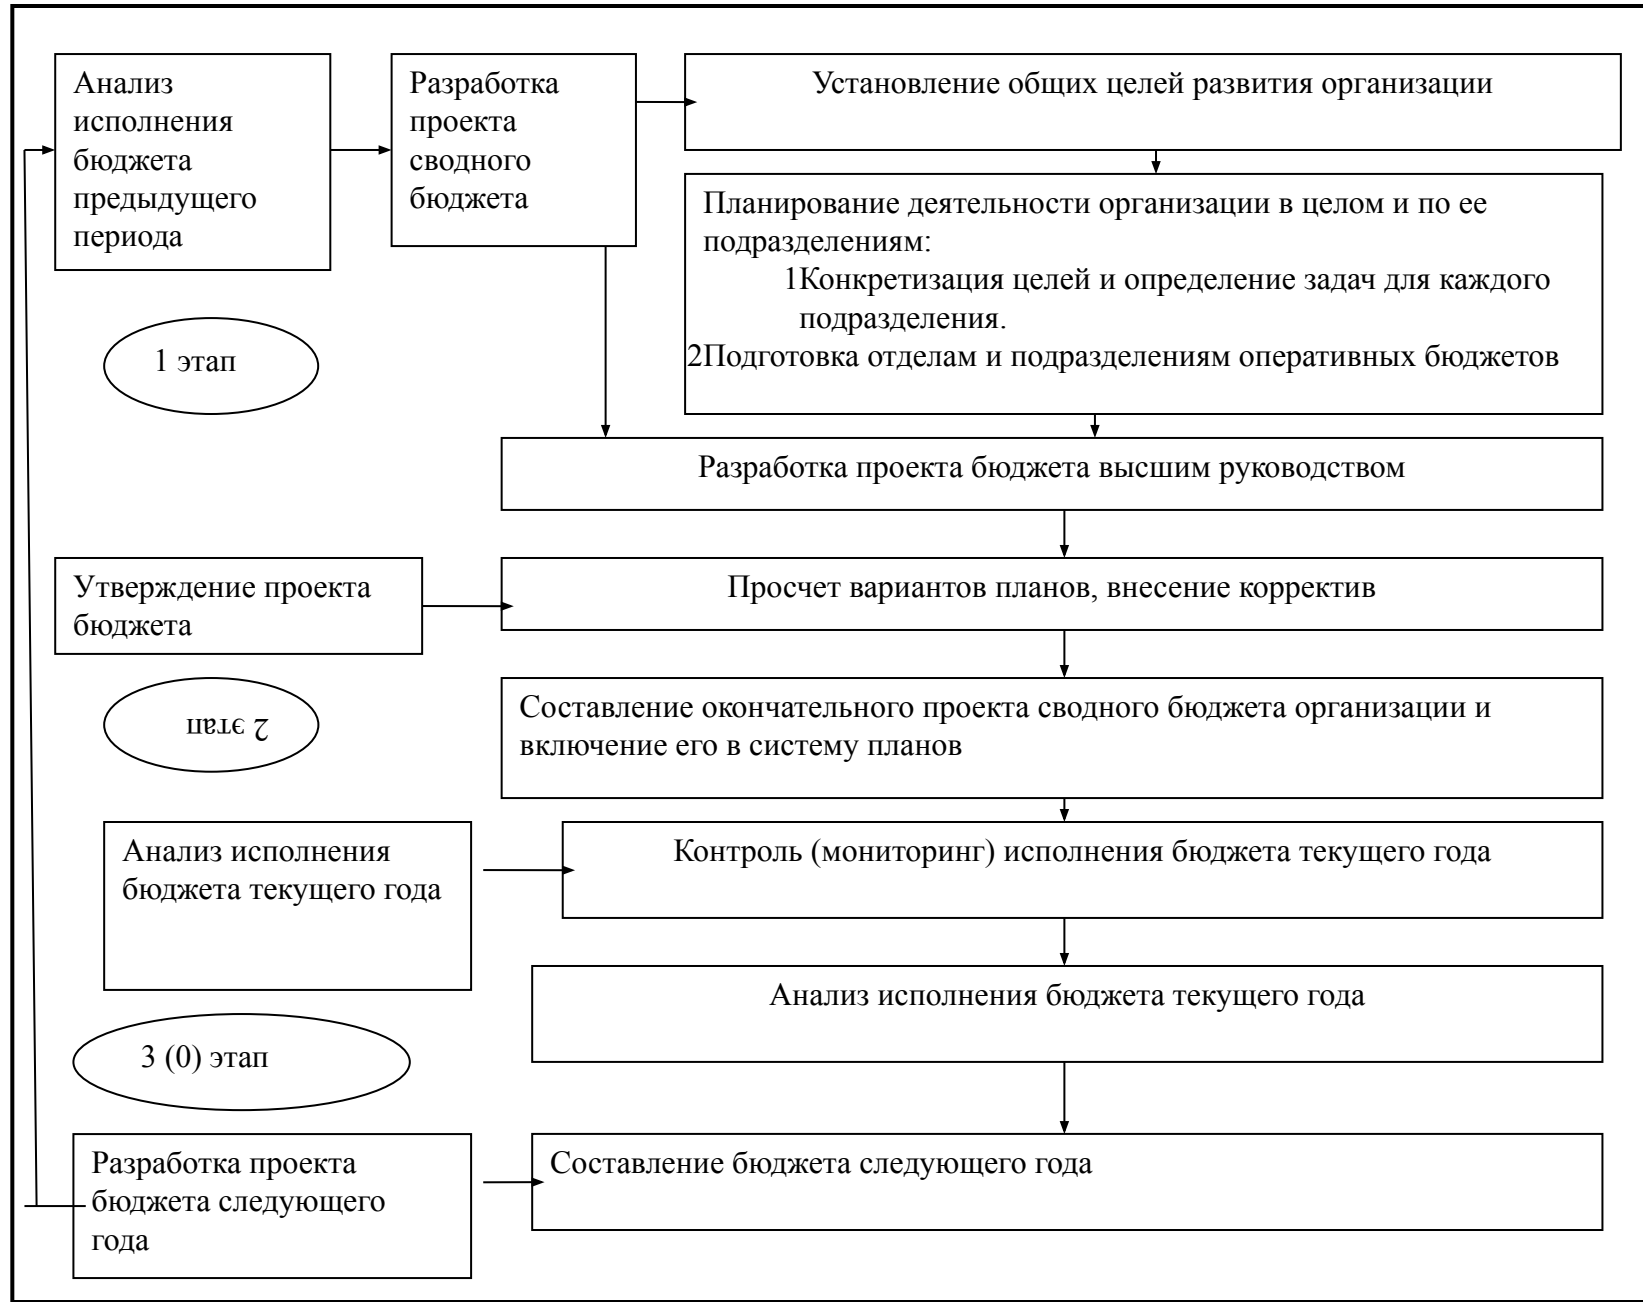 Анализ
исполнения
бюджета
предыдущего
периода
Разработка
проекта
сводного
бюджета
Установление общих целей развития организации
Планирование деятельности организации в целом и по ее
подразделениям:
1Конкретизация целей и определение задач для каждого
подразделения.
2Подготовка отделам и подразделениям оперативных бюджетов
1 этап
Разработка проекта бюджета высшим руководством
Утверждение проекта
бюджета
Просчет вариантов планов, внесение корректив
2 этап
Составление окончательного проекта сводного бюджета организации и
включение его в систему планов
Анализ исполнения
бюджета текущего года
Контроль (мониторинг) исполнения бюджета текущего года
Анализ исполнения бюджета текущего года
3 (0) этап
Разработка проекта
бюджета следующего
года
Составление бюджета следующего года